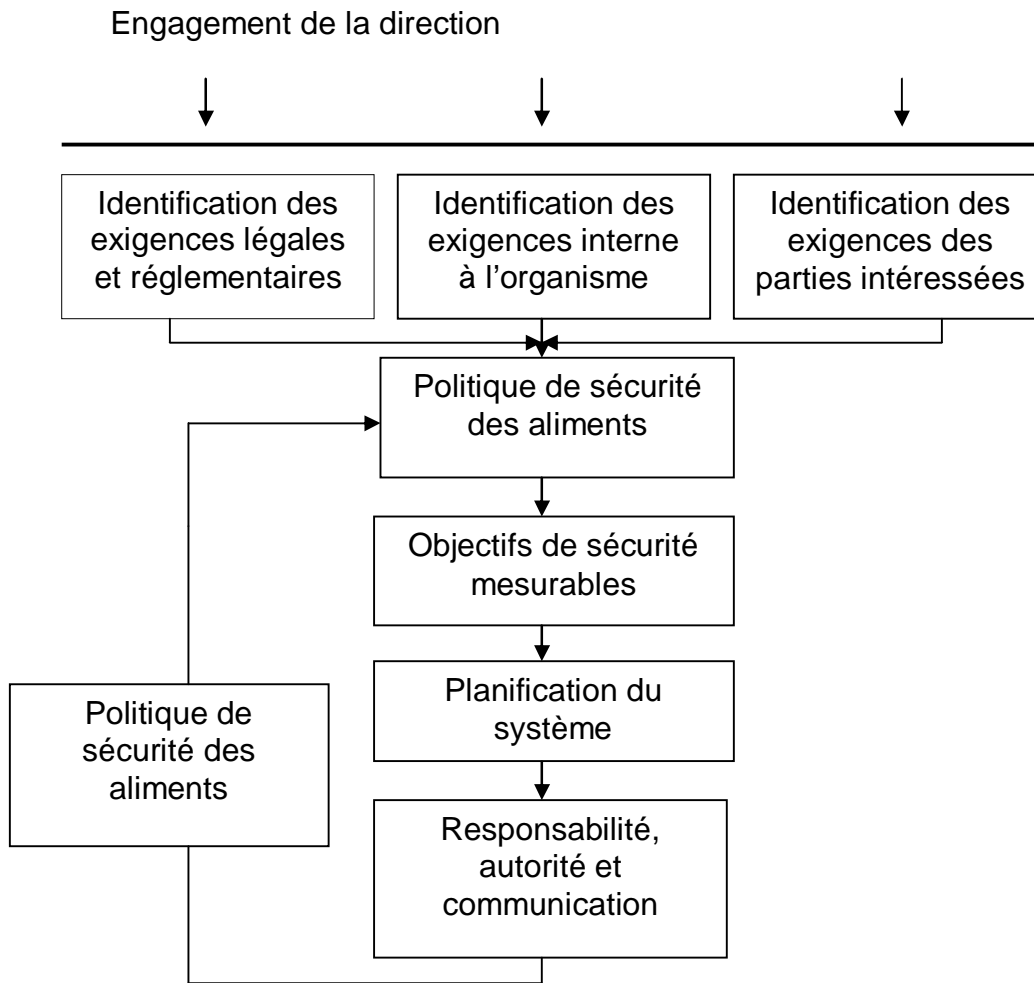 Engagement de la direction
Identification des
exigences légales
et réglementaires
Identification des
exigences interne
à l’organisme
Identification des
exigences des
parties intéressées
Politique de sécurité
des aliments
Objectifs de sécurité
mesurables
Planification du
système
Politique de
sécurité des
aliments
Responsabilité,
autorité et
communication